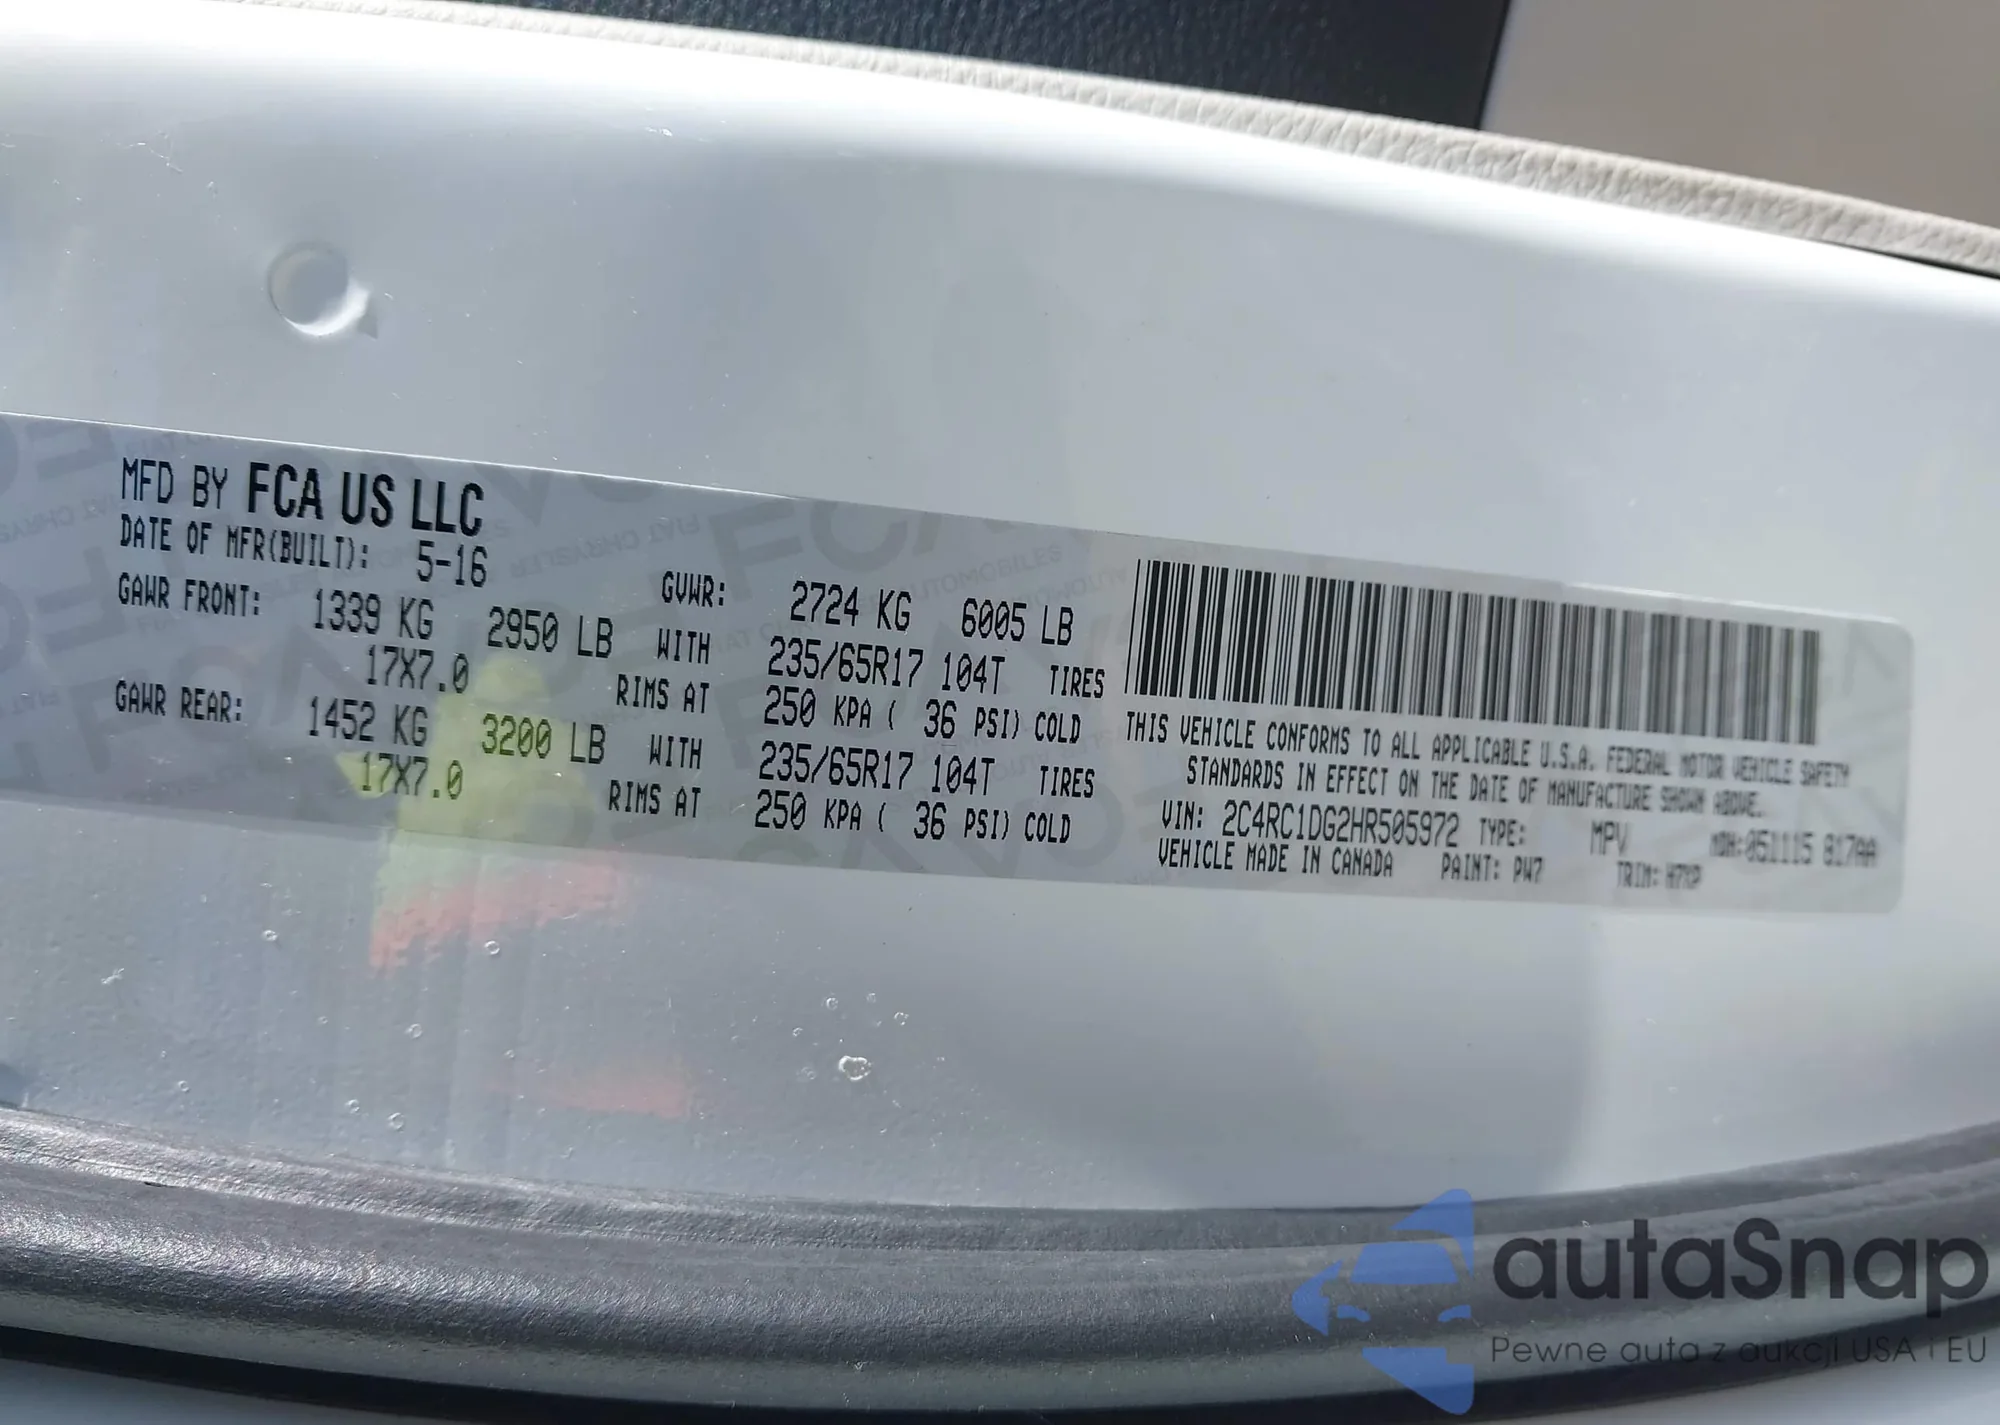 MFD BY FCA US LLC
DATE OF MFR(BUILT): 5-16
GVWR: 2724 KG 6005 LB
GAWR FRONT: 1339 KG 2950 LB WITH 235/65R17 104T TIRES
17X7.0 RIMS AT 250 KPA ( 36 PSI) COLD
GAWR REAR: 1452 KG 3200 LB WITH 235/65R17 104T TIRES
17X7.0 RIMS AT 250 KPA ( 36 PSI) COLD
THIS VEHICLE CONFORMS TO ALL APPLICABLE U.S.A. FEDERAL MOTOR VEHICLE SAFETY
STANDARDS IN EFFECT ON THE DATE OF MANUFACTURE SHOWN ABOVE.
VIN: 2C4RC1DG2HR505972 TYPE: MPV MDH:051115 817AA
VEHICLE MADE IN CANADA PAINT: PW7 TRIM:
autaSnap
Pewne auta z aukcji USA i EU